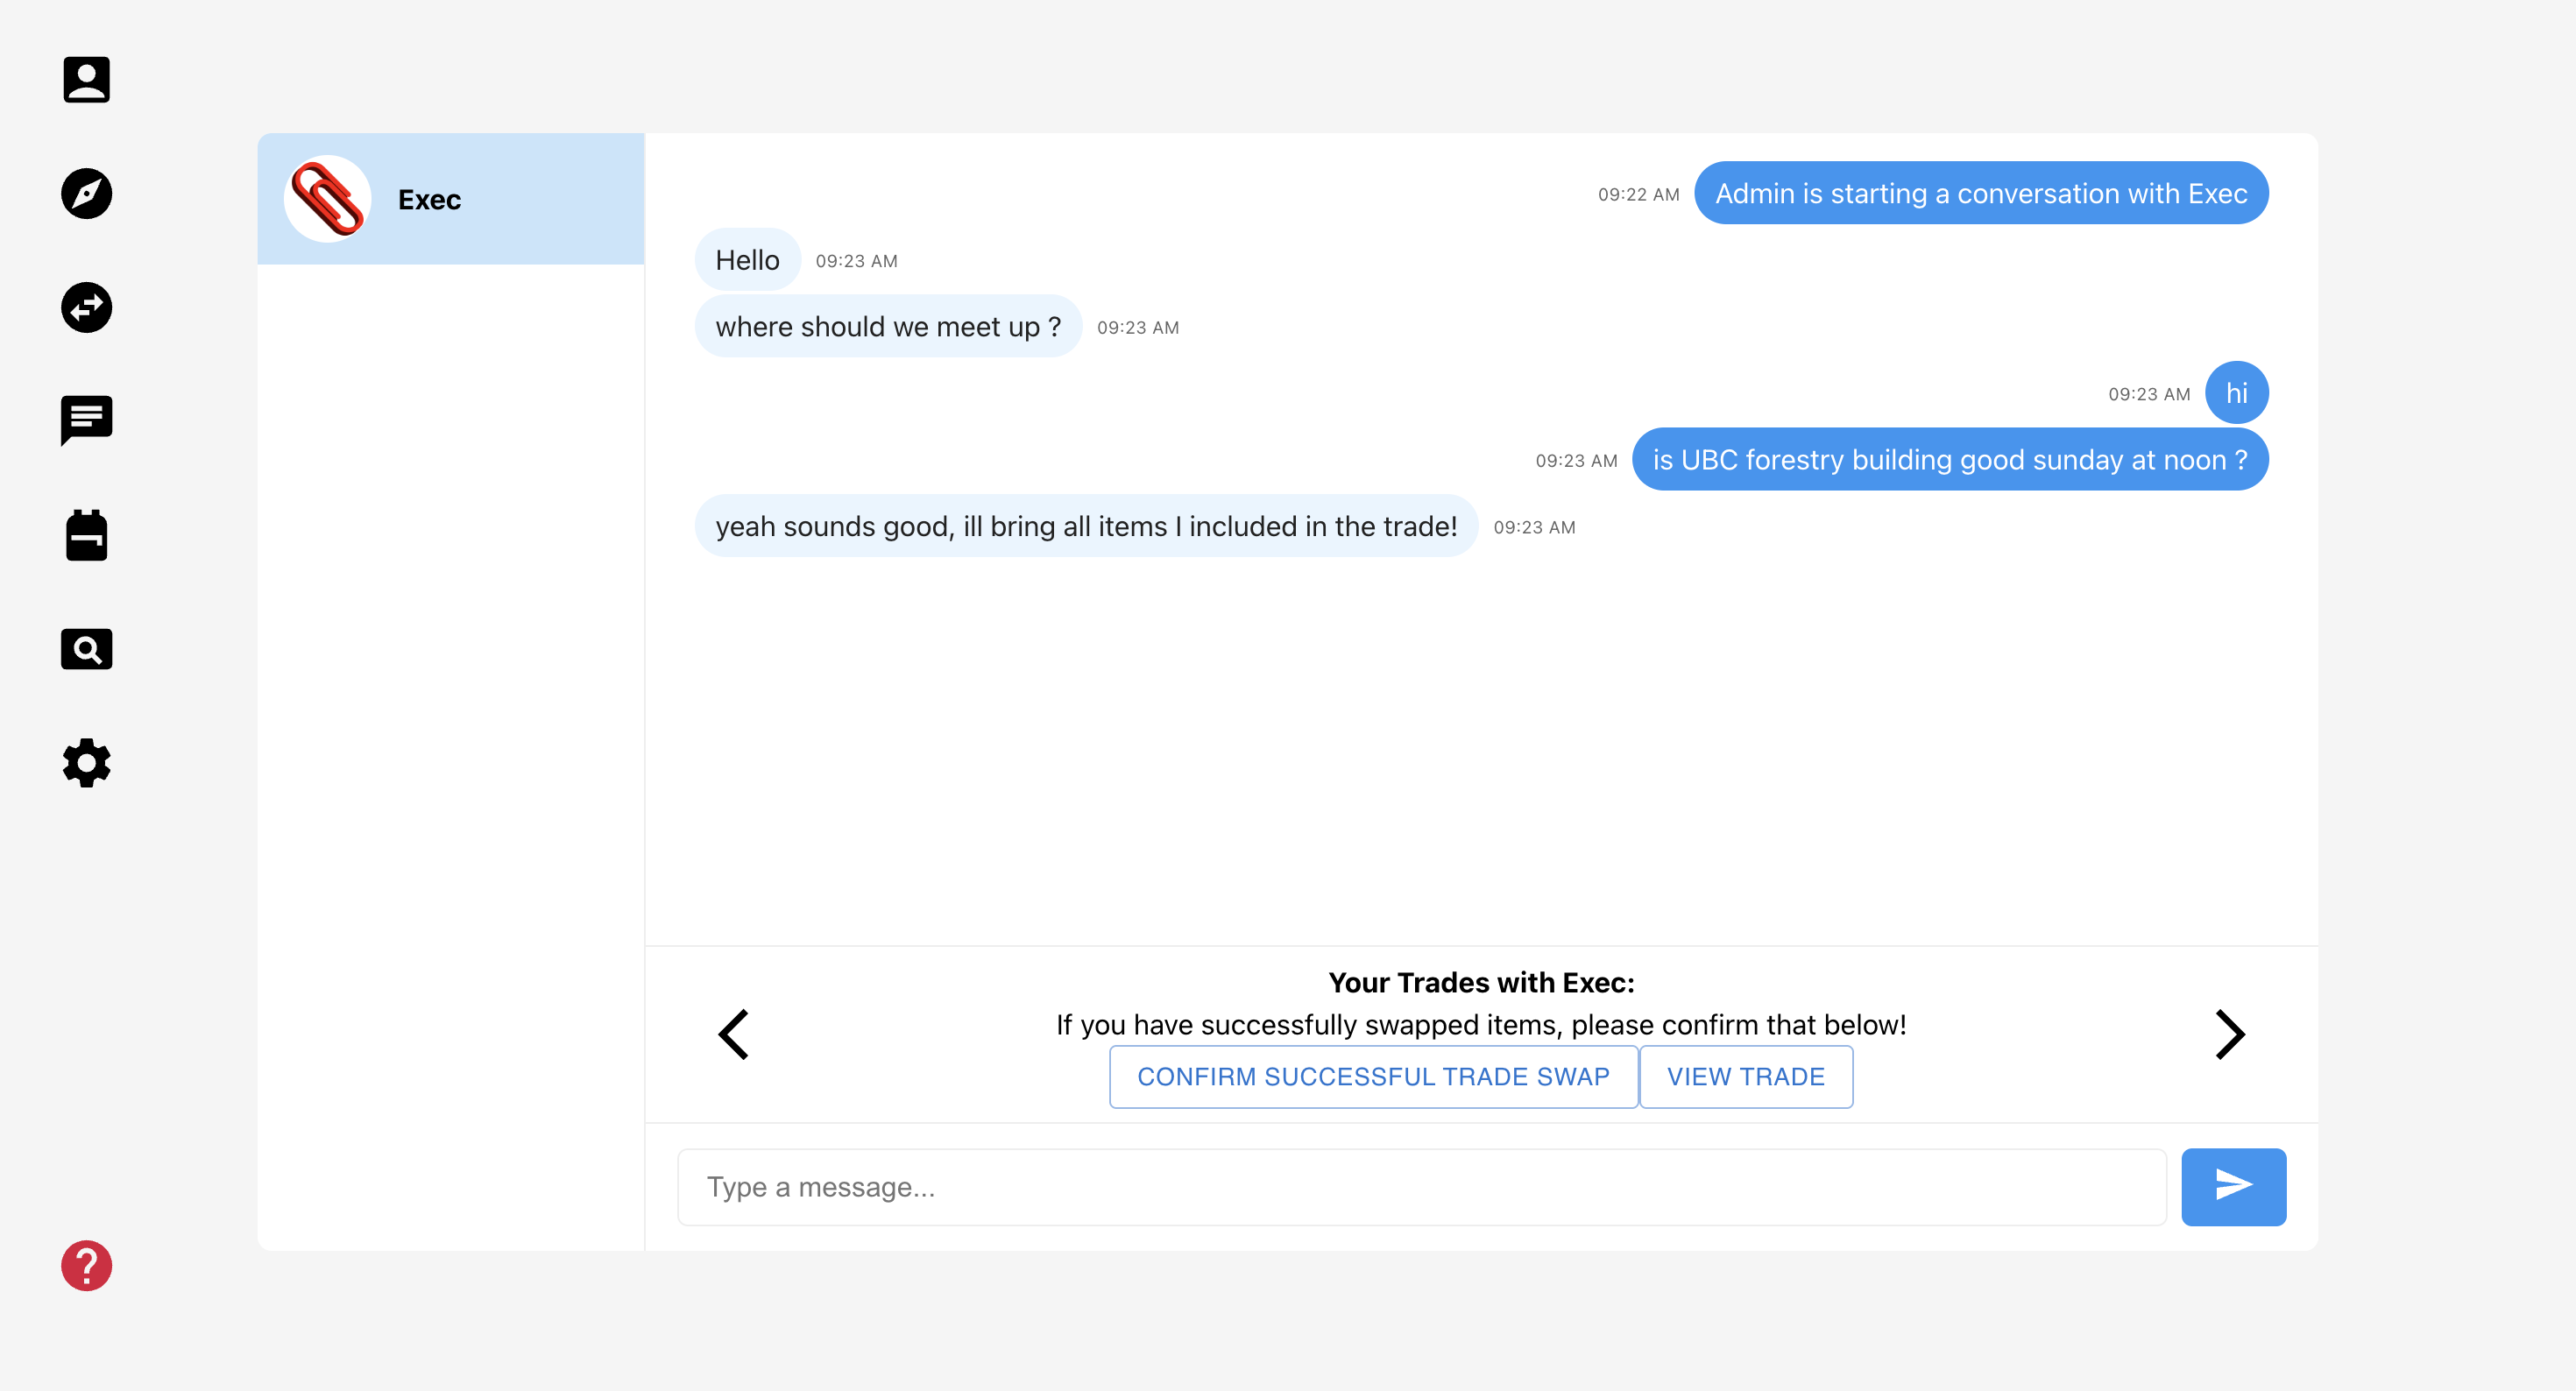 Exec
09:22 AM Admin is starting a conversation with Exec
Hello 09:23 AM
where should we meet up ? 09:23 AM
09:23 AM hi
09:23 AM is UBC forestry building good sunday at noon ?
yeah sounds good, ill bring all items I included in the trade! 09:23 AM
Your Trades with Exec:
If you have successfully swapped items, please confirm that below!
CONFIRM SUCCESSFUL TRADE SWAP VIEW TRADE
Type a message...
?